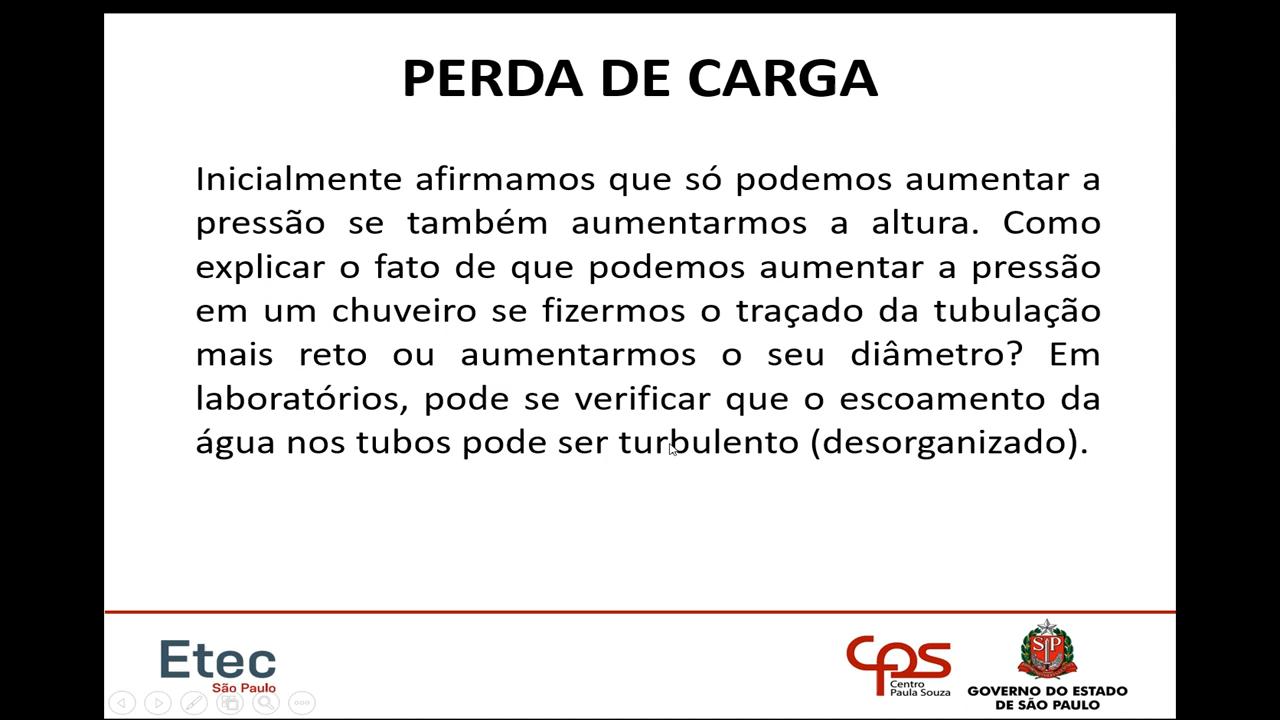 PERDA DE CARGA
Inicialmente afirmamos que só podemos aumentar a
pressão se também aumentarmos a altura. Como
explicar o fato de que podemos aumentar a pressão
em um chuveiro se fizermos o traçado da tubulação
mais reto ou aumentarmos o seu diâmetro? Em
laboratórios, pode se verificar que o escoamento da
água nos tubos pode ser turbulento (desorganizado).
Etec
São Paulo
cps
Centro
Paula Souza
SP
GOVERNO DO ESTADO
DE SÃO PAULO